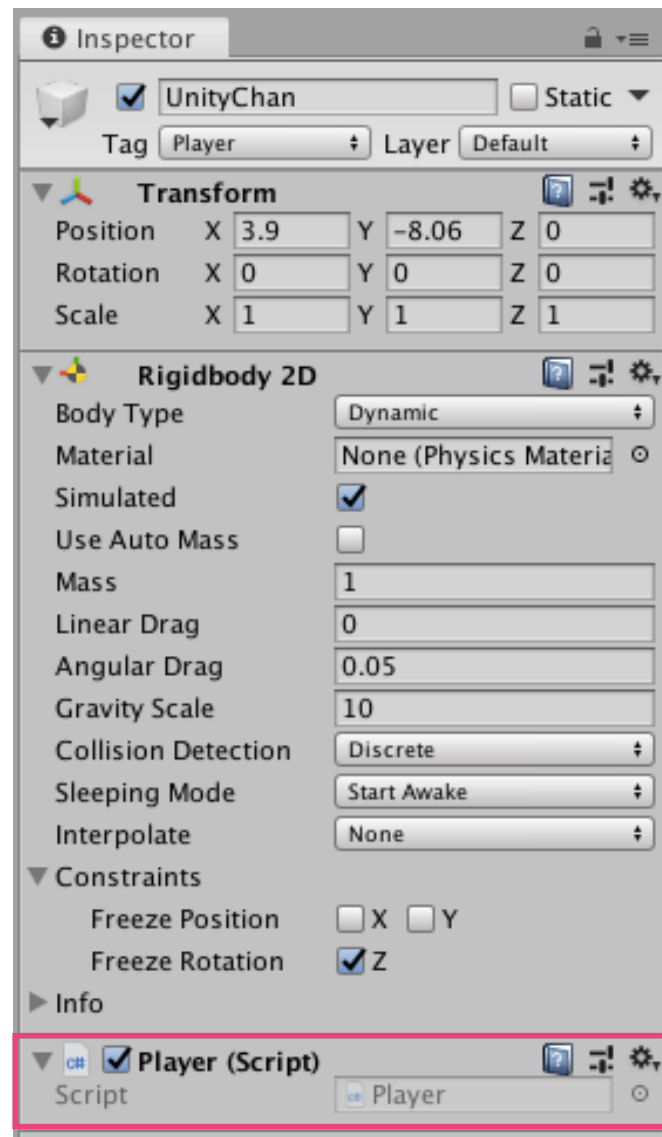 Inspector
UnityChan Static
Tag Player Layer Default
Transform
Position X 3.9 Y -8.06 Z 0
Rotation X 0 Y 0 Z 0
Scale X 1 Y 1 Z 1
Rigidbody 2D
Body Type Dynamic
Material None (Physics Materia
Simulated
Use Auto Mass
Mass 1
Linear Drag 0
Angular Drag 0.05
Gravity Scale 10
Collision Detection Discrete
Sleeping Mode Start Awake
Interpolate None
Constraints
Freeze Position X Y
Freeze Rotation Z
Info
C# Player (Script)
Script Player